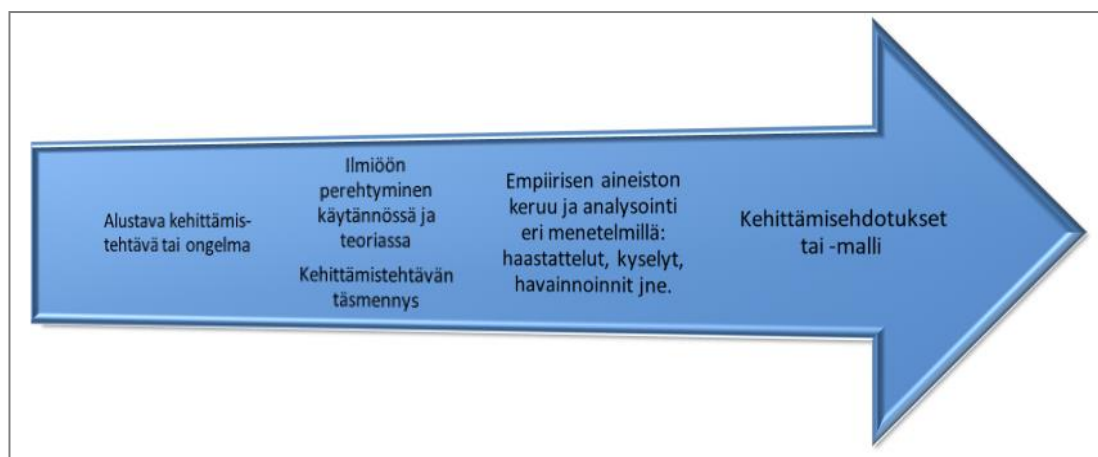 Alustava kehittämis-
tehtävä tai ongelma
Ilmiöön
perehtyminen
käytännössä ja
teoriassa
Kehittämistehtävän
täsmennys
Empiirisen aineiston
keruu ja analysointi
eri menetelmillä:
haastattelut, kyselyt,
havainnoinnit jne.
Kehittämisehdotukset
tai -malli